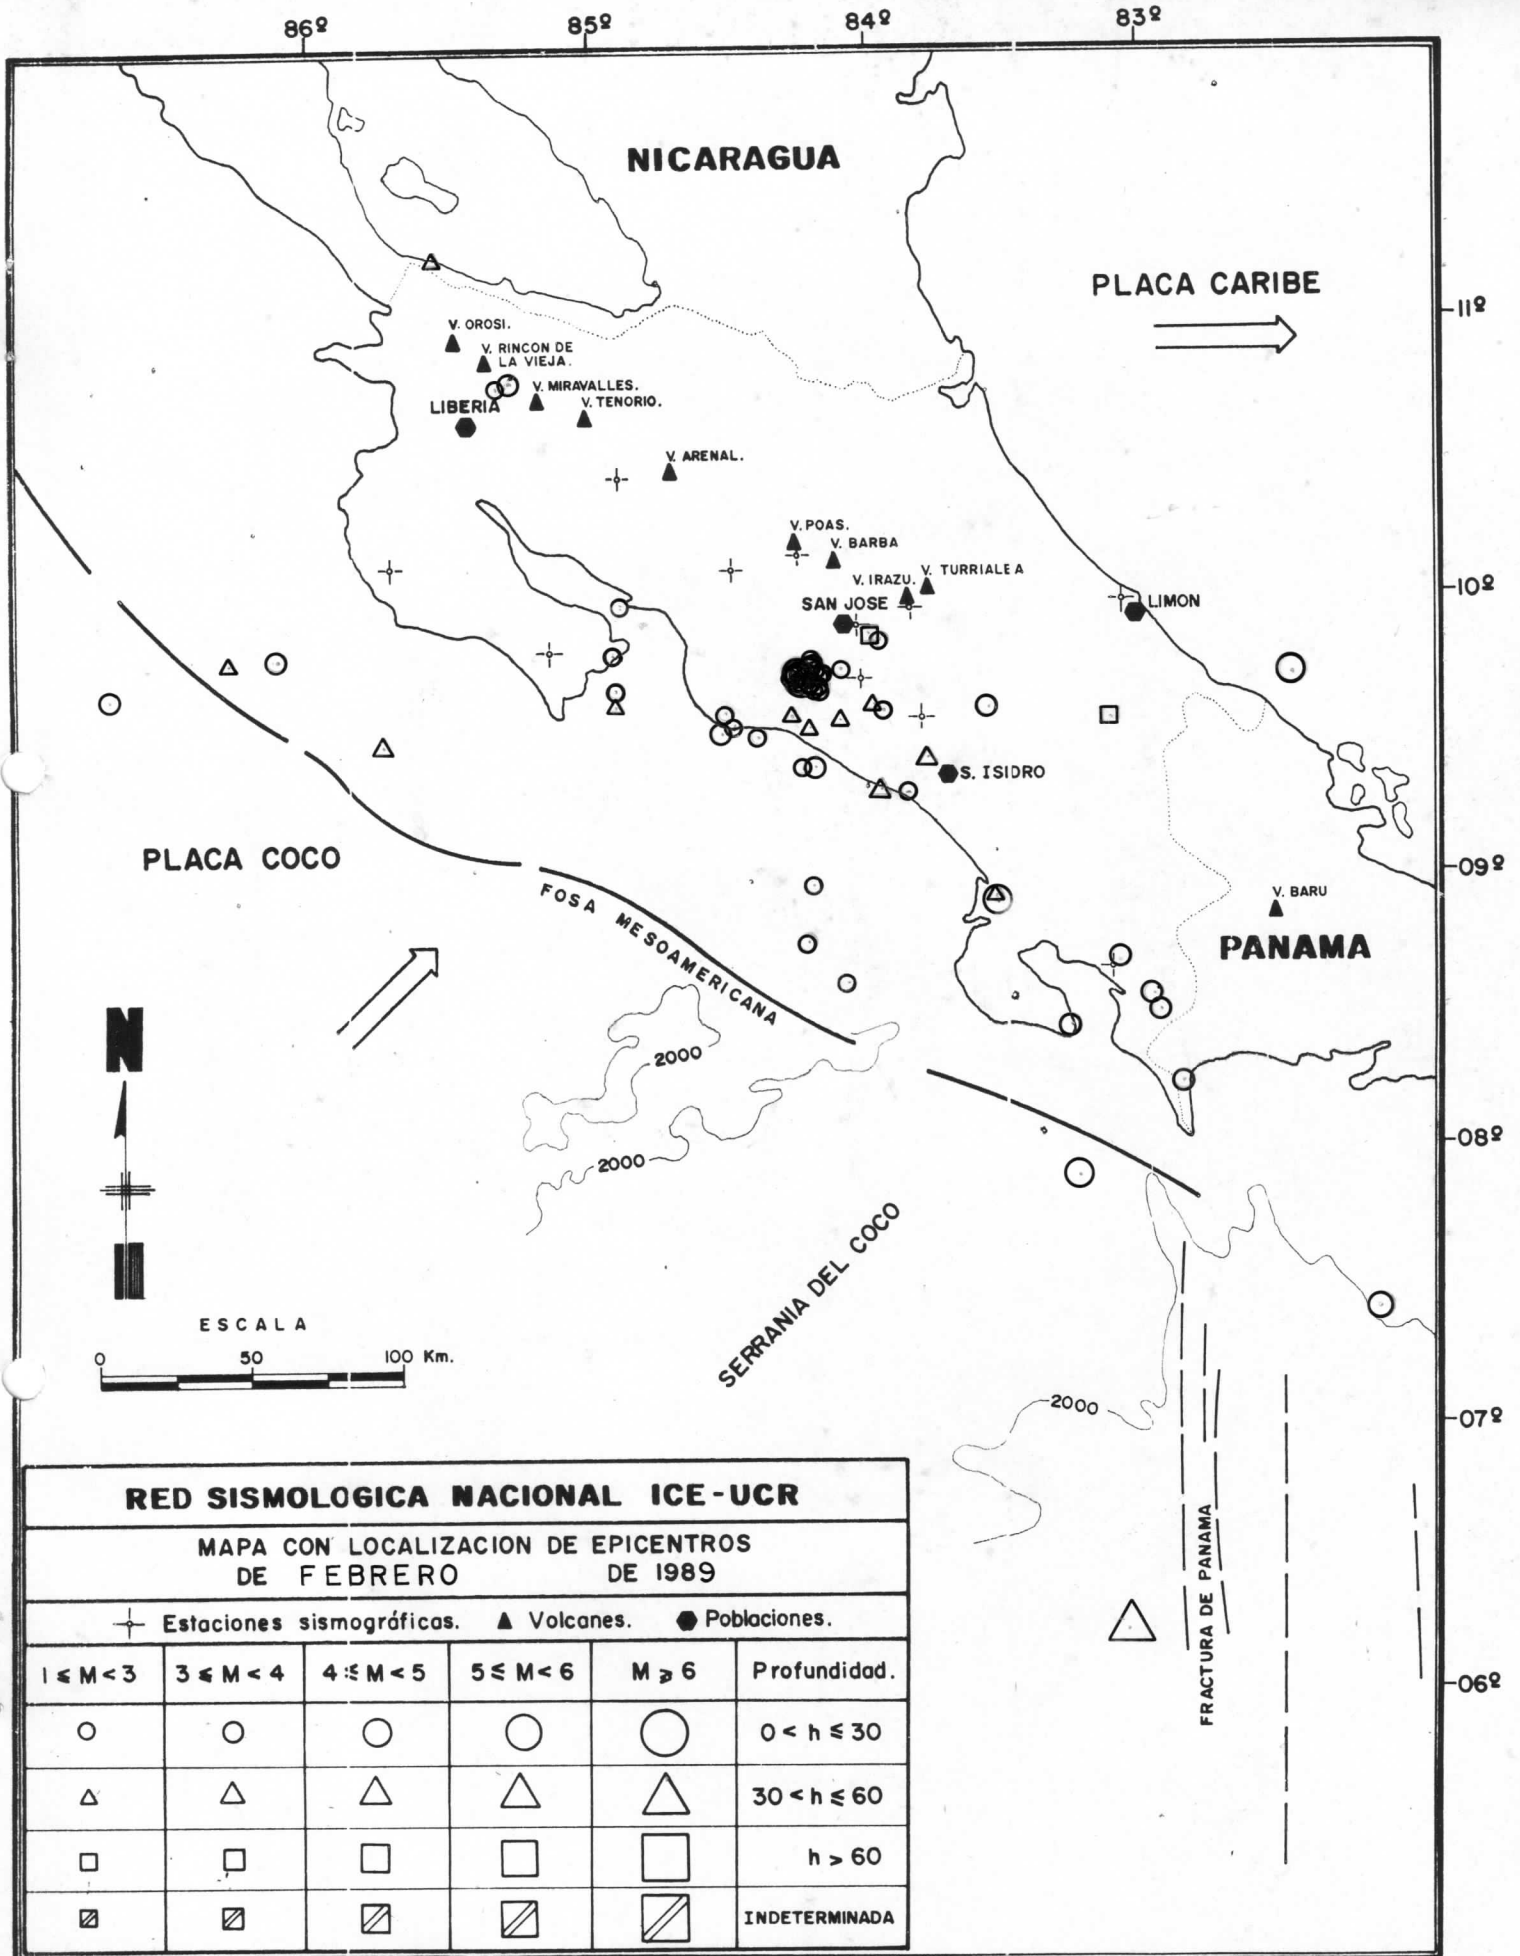 86º 85º 84º 83º
NICARAGUA
PLACA CARIBE
11º
V. OROSI.
V. RINCON DE
LA VIEJA.
V. MIRAVALLES.
LIBERIA
V. TENORIO.
V. ARENAL.
V. POAS.
V. BARBA
V. IRAZU.
V. TURRIALEA
10º
SAN JOSE
LIMON
S. ISIDRO
PLACA COCO
09º
FOSA MESOAMERICANA
V. BARU
PANAMA
N
2000
08º
2000
SERRANIA DEL COCO
ESCALA
0 50 100 Km.
2000
07º
FRACTURA DE PANAMA
06º
RED SISMOLOGICA NACIONAL ICE-UCR
MAPA CON LOCALIZACION DE EPICENTROS
DE FEBRERO DE 1989
Estaciones sismográficas. Volcanes. Poblaciones.
1 ≤ M < 3 3 ≤ M < 4 4 ≤ M < 5 5 ≤ M < 6 M ≥ 6 Profundidad.
0 < h ≤ 30
30 < h ≤ 60
h > 60
INDETERMINADA